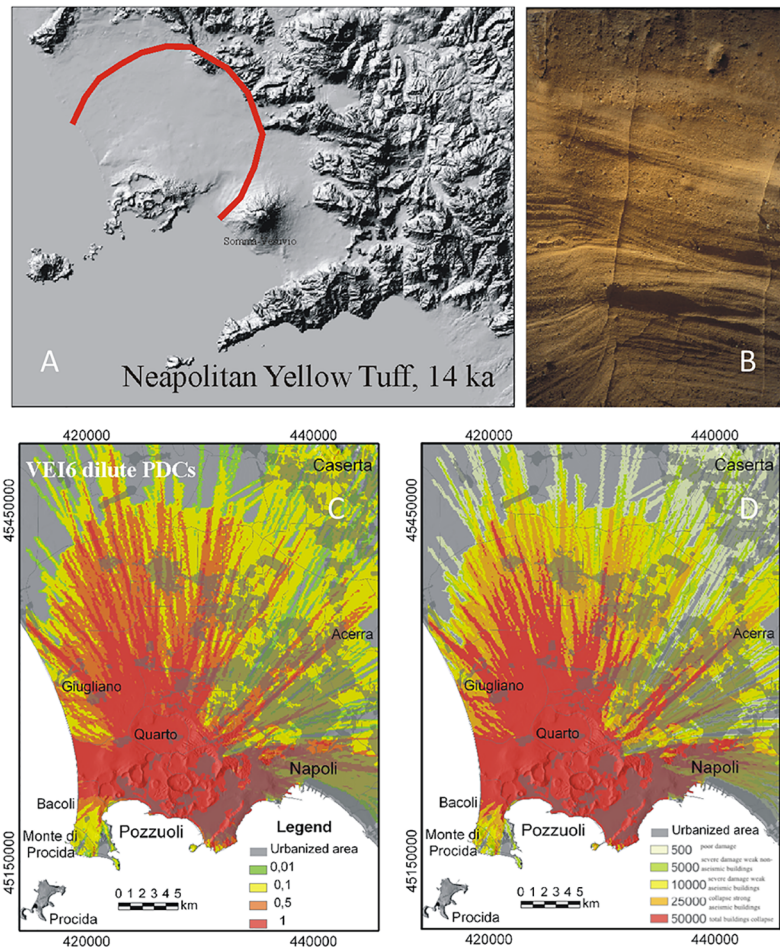 A
Somma-Vesuvio
Neapolitan Yellow Tuff, 14 ka
B
420000
440000
VEI6 dilute PDCs
Caserta
C
45450000
Acerra
Giugliano
Quarto
Napoli
Bacoli
Pozzuoli
Monte di
Procida
Legend
Urbanized area
0,01
0,1
0,5
1
45150000
0 1 2 3 4 5
km
Procida
420000
440000
420000
440000
Caserta
D
45450000
Acerra
Giugliano
Quarto
Napoli
Bacoli
Pozzuoli
Monte di
Procida
Urbanized area
500 poor damage
5000 severe damage weak non-
aseismic buildings
10000 severe damage weak
aseismic buildings
25000 collapse strong
aseismic buildings
50000 total buildings collapse
45150000
0 1 2 3 4 5
km
Procida
420000
440000